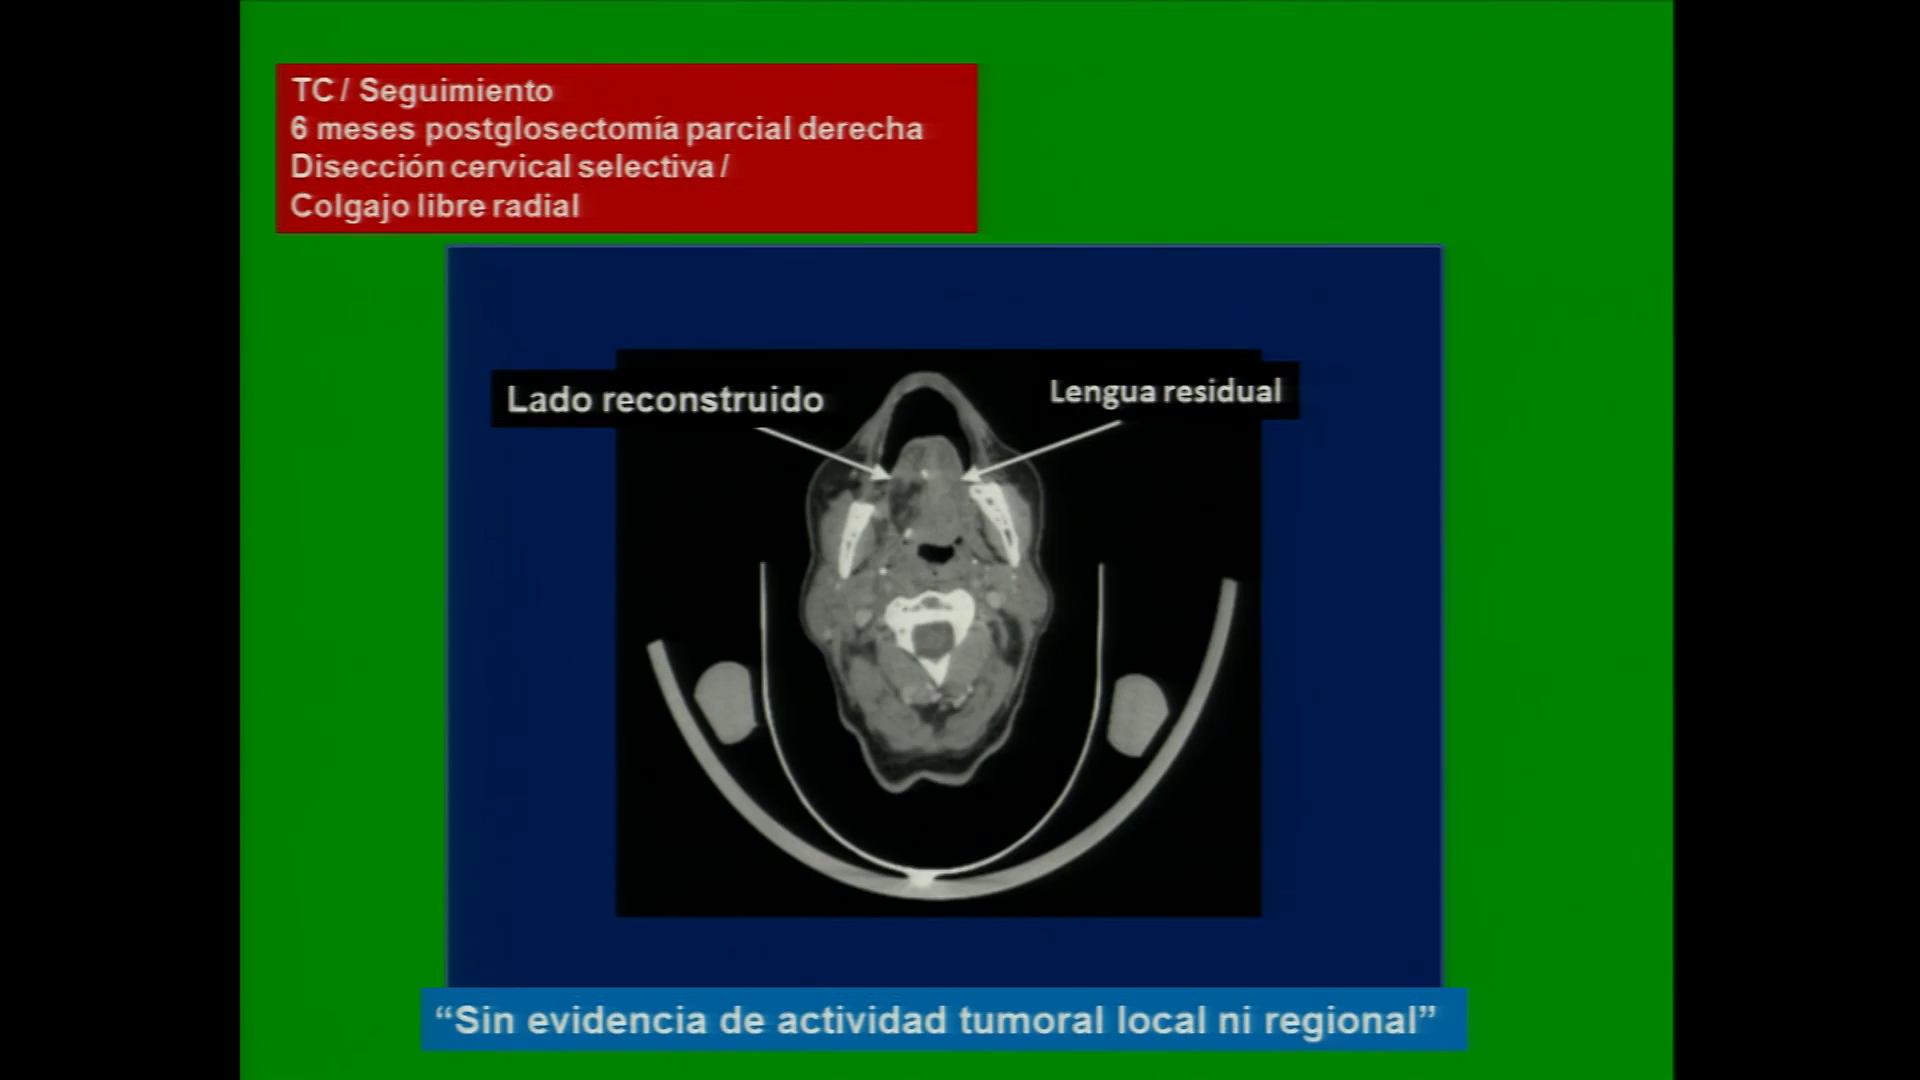 TC / Seguimiento
6 meses postglosectomía parcial derecha
Disección cervical selectiva /
Colgajo libre radial
Lado reconstruido
Lengua residual
“Sin evidencia de actividad tumoral local ni regional”